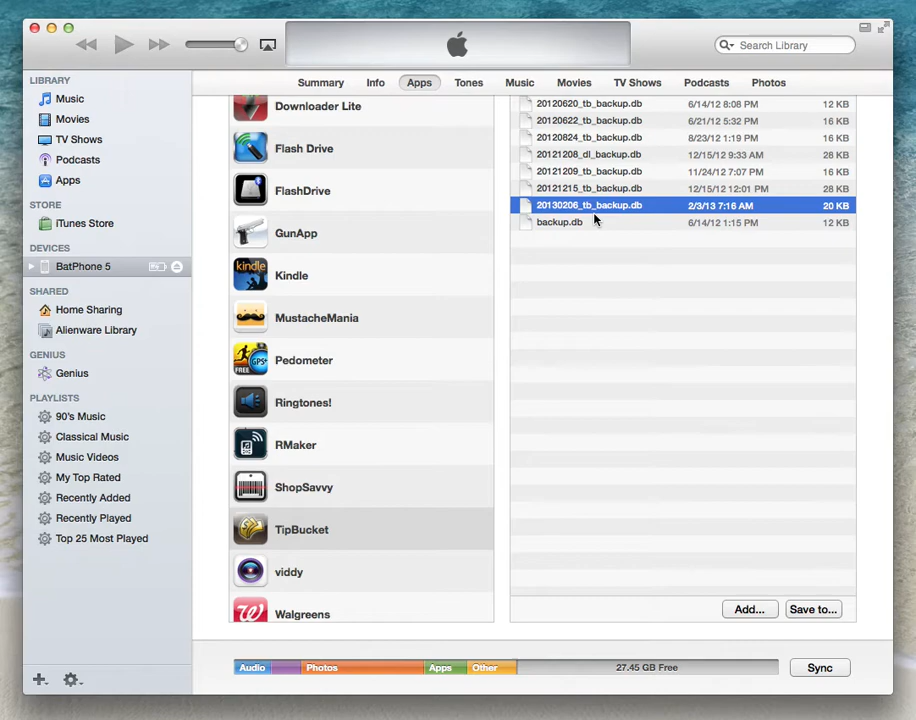 Search Library
LIBRARY
Music
Movies
TV Shows
Podcasts
Apps
STORE
iTunes Store
DEVICES
BatPhone 5
SHARED
Home Sharing
Alienware Library
GENIUS
Genius
PLAYLISTS
90's Music
Classical Music
Music Videos
My Top Rated
Recently Added
Recently Played
Top 25 Most Played
Summary Info Apps Tones Music Movies TV Shows Podcasts Photos
Downloader Lite
Flash Drive
FlashDrive
GunApp
kindle
Kindle
MustacheMania
GPS
FREE
Pedometer
Ringtones!
RMaker
ShopSavvy
TipBucket
viddy
W
Walgreens
20120620_tb_backup.db 6/14/12 8:08 PM 12 KB
20120622_tb_backup.db 6/21/12 5:32 PM 16 KB
20120824_tb_backup.db 8/23/12 1:19 PM 16 KB
20121208_dl_backup.db 12/15/12 9:33 AM 28 KB
20121209_tb_backup.db 11/24/12 7:07 PM 16 KB
20121215_tb_backup.db 12/15/12 12:01 PM 28 KB
20130206_tb_backup.db 2/3/13 7:16 AM 20 KB
backup.db 6/14/12 1:15 PM 12 KB
Add... Save to...
Audio Photos Apps Other 27.45 GB Free Sync